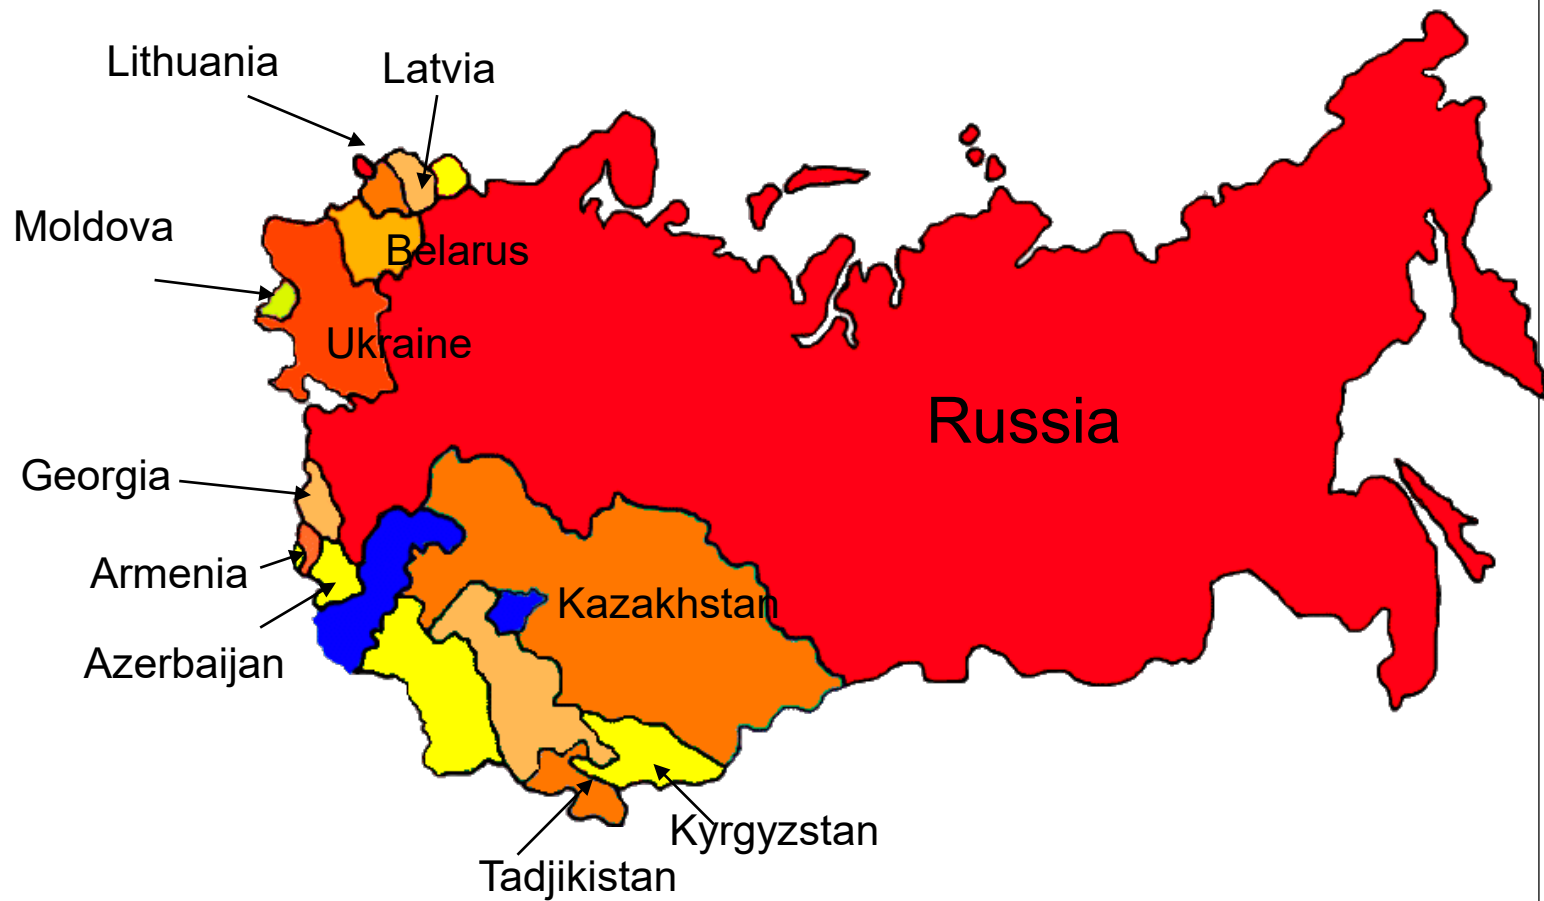 Lithuania
Latvia
Moldova
Belarus
Ukraine
Russia
Georgia
Armenia
Kazakhstan
Azerbaijan
Kyrgyzstan
Tadjikistan